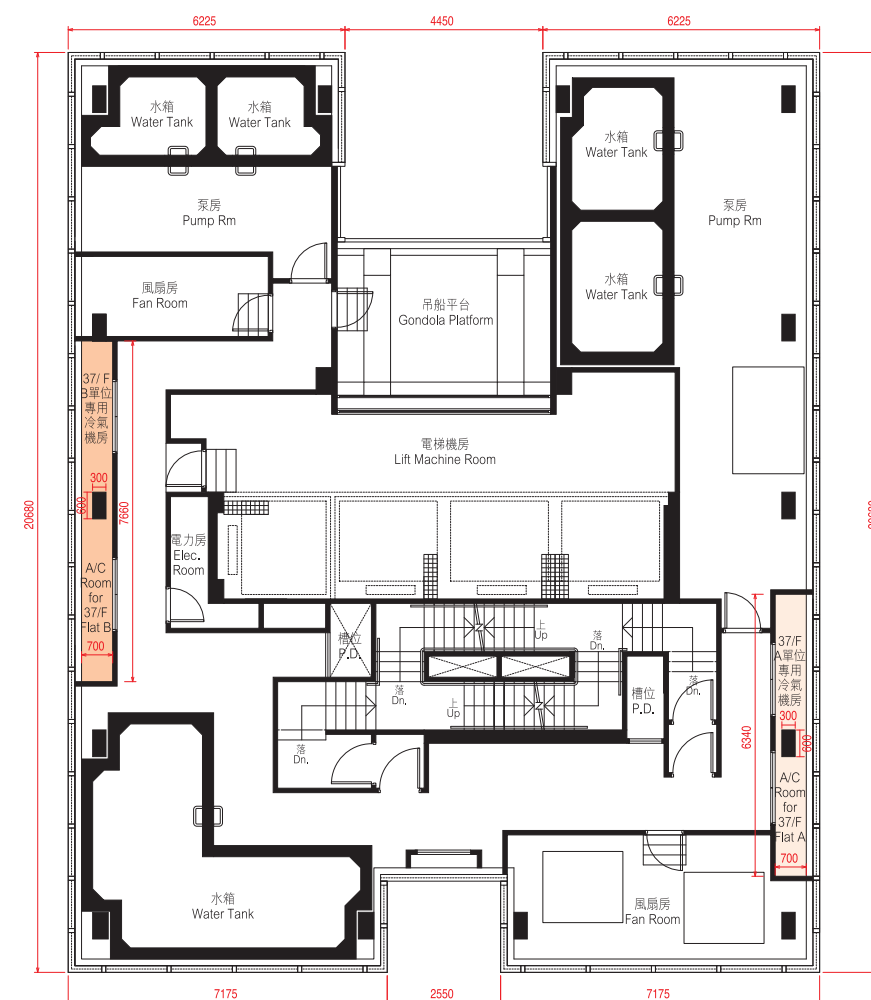 6225
4450
6225
水箱
Water Tank
水箱
Water Tank
水箱
Water Tank
泵房
Pump Rm
泵房
Pump Rm
風扇房
Fan Room
吊船平台
Gondola Platform
水箱
Water Tank
37/ F
B單位
專用
冷氣
機房
300
600
7660
電梯機房
Lift Machine Room
20680
20680
電力房
Elec.
Room
A/C
Room
for
37/F
Flat B
700
槽位
P.D.
上
Up
落
Dn.
落
Dn.
上
Up
槽位
P.D.
落
Dn.
落
Dn.
37/F
A單位
專用
冷氣
機房
300
600
6340
A/C
Room
for
37/F
Flat A
700
水箱
Water Tank
風扇房
Fan Room
7175
2550
7175